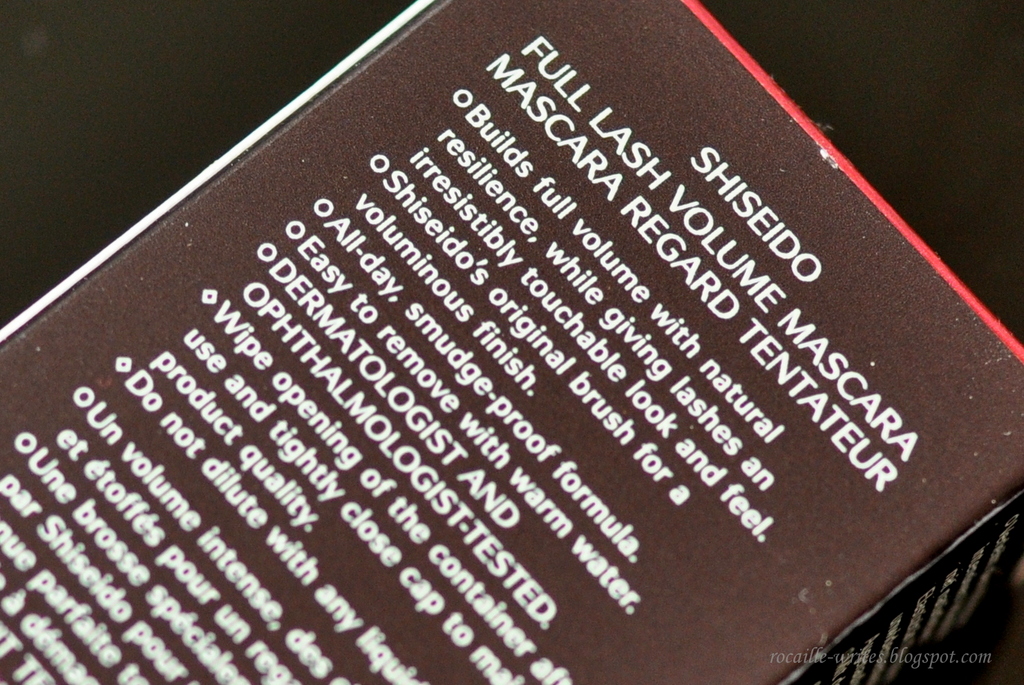 SHISEIDO
FULL LASH VOLUME MASCARA
MASCARA REGARD TENTATEUR
Builds full volume with natural
resilience, while giving lashes an
irresistibly touchable look and feel.
Shiseido's original brush for a
voluminous finish.
All-day, smudge-proof formula.
Easy to remove with warm water.
DERMATOLOGIST AND
OPHTHALMOLOGIST-TESTED.
Wipe opening of the container
use and tightly close cap to
Do not dilute with any
product quality.
Un volume intense, des
et étoffés pour un
Une brosse spéciale
par Shiseido pour
parfaite
rocaille-writes.blogspot.com